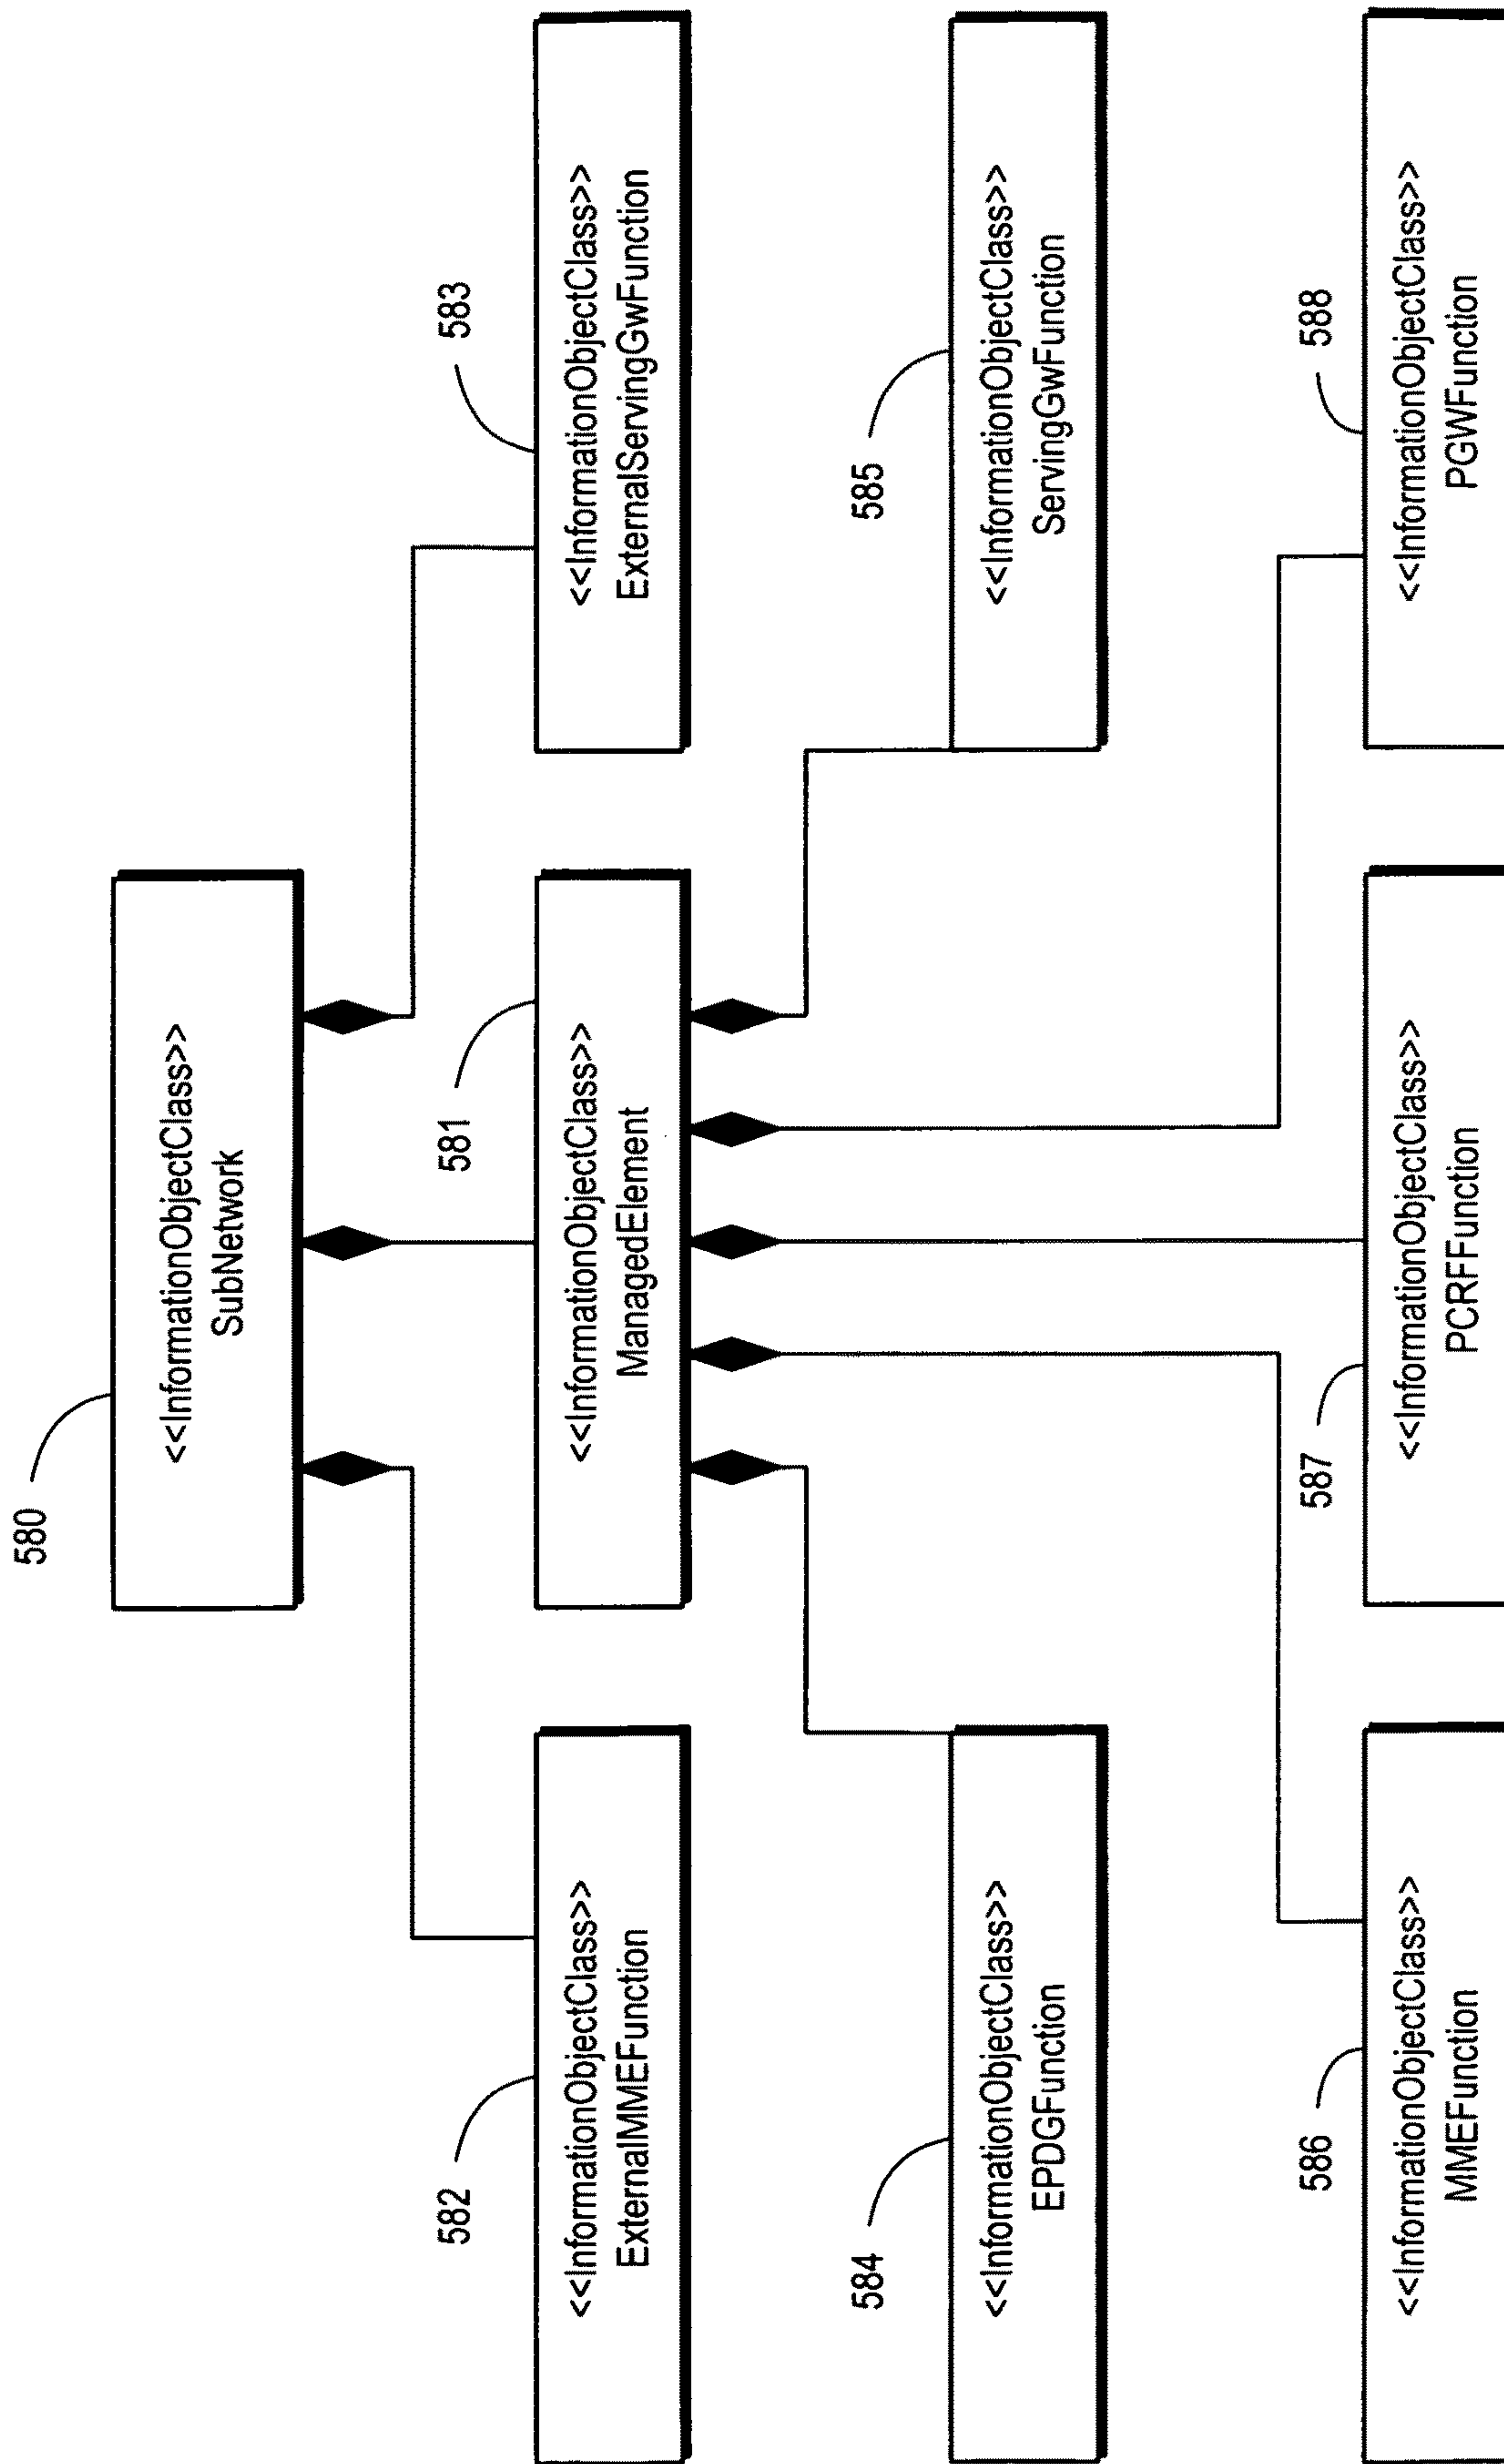 580
<<InformationObjectClass>>
SubNetwork
582
<<InformationObjectClass>>
ExternalMMEFunction
581
<<InformationObjectClass>>
ManagedElement
583
<<InformationObjectClass>>
ExternalServingGwFunction
584
<<InformationObjectClass>>
EPDGFunction
585
<<InformationObjectClass>>
ServingGwFunction
586
<<InformationObjectClass>>
MMEFunction
587
<<InformationObjectClass>>
PCRFFunction
588
<<InformationObjectClass>>
PGWFunction